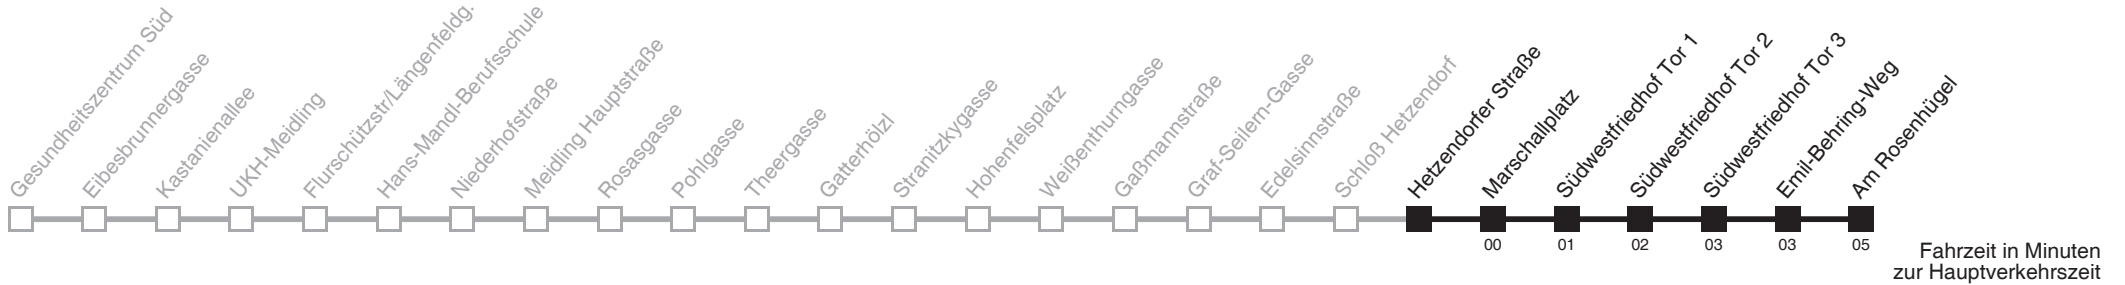 Gesundheitszentrum Süd
Eibesbrunnergasse
Kastanienallee
UKH-Meidling
Flurschützstr/Längenfeldg.
Hans-Mandl-Berufsschule
Niederhofstraße
Meidling Hauptstraße
Rosasgasse
Pohlgasse
Theergasse
Gatterhölzl
Stranitzkygasse
Hohenfelsplatz
Weißenthurngasse
Gaßmannstraße
Graf-Seilern-Gasse
Edelsinnstraße
Schloß Hetzendorf
Hetzendorfer Straße
Marschallplatz
Südwestfriedhof Tor 1
Südwestfriedhof Tor 2
Südwestfriedhof Tor 3
Emil-Behring-Weg
Am Rosenhügel
00 01 02 03 03 05
Fahrzeit in Minuten
zur Hauptverkehrszeit